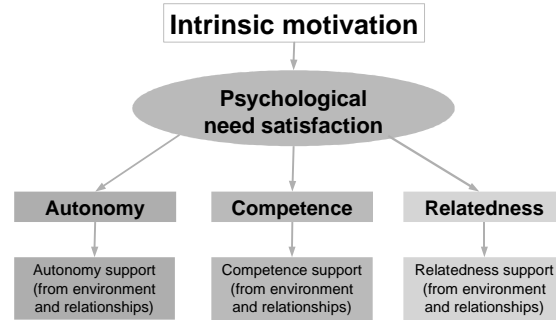 Intrinsic motivation
Psychological
need satisfaction
Autonomy
Competence
Relatedness
Autonomy support
(from environment
and relationships)
Competence support
(from environment
and relationships)
Relatedness support
(from environment
and relationships)